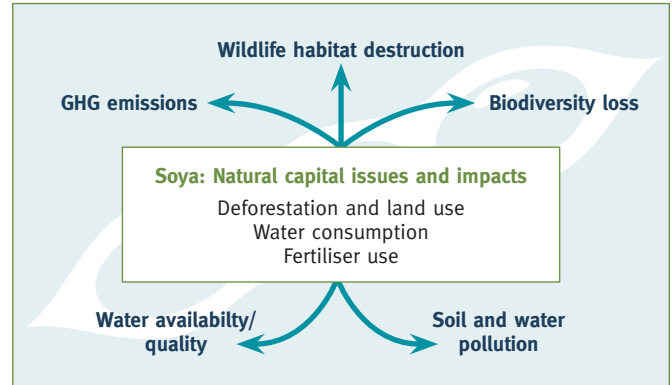 Wildlife habitat destruction
GHG emissions
Biodiversity loss
Soya: Natural capital issues and impacts
Deforestation and land use
Water consumption
Fertiliser use
Water availabilty/
quality
Soil and water
pollution